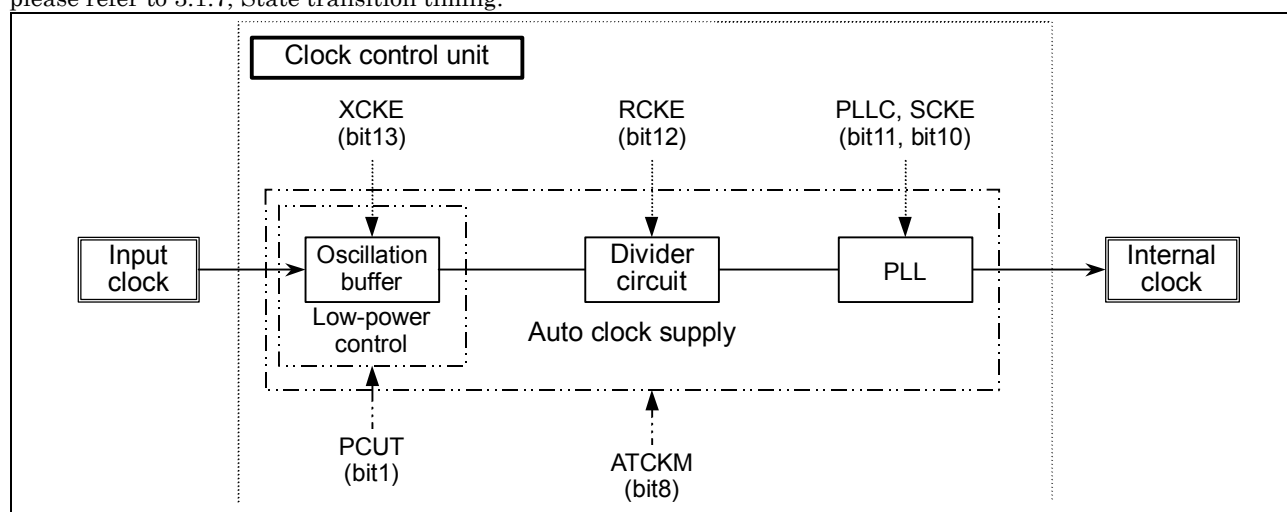 please refer to 3.1.7, State transition timing.
Clock control unit
XCKE
(bit13)
RCKE
(bit12)
PLLC, SCKE
(bit11, bit10)
Input
clock
Oscillation
buffer
Divider
circuit
PLL
Internal
clock
Low-power
control
Auto clock supply
PCUT
(bit1)
ATCKM
(bit8)